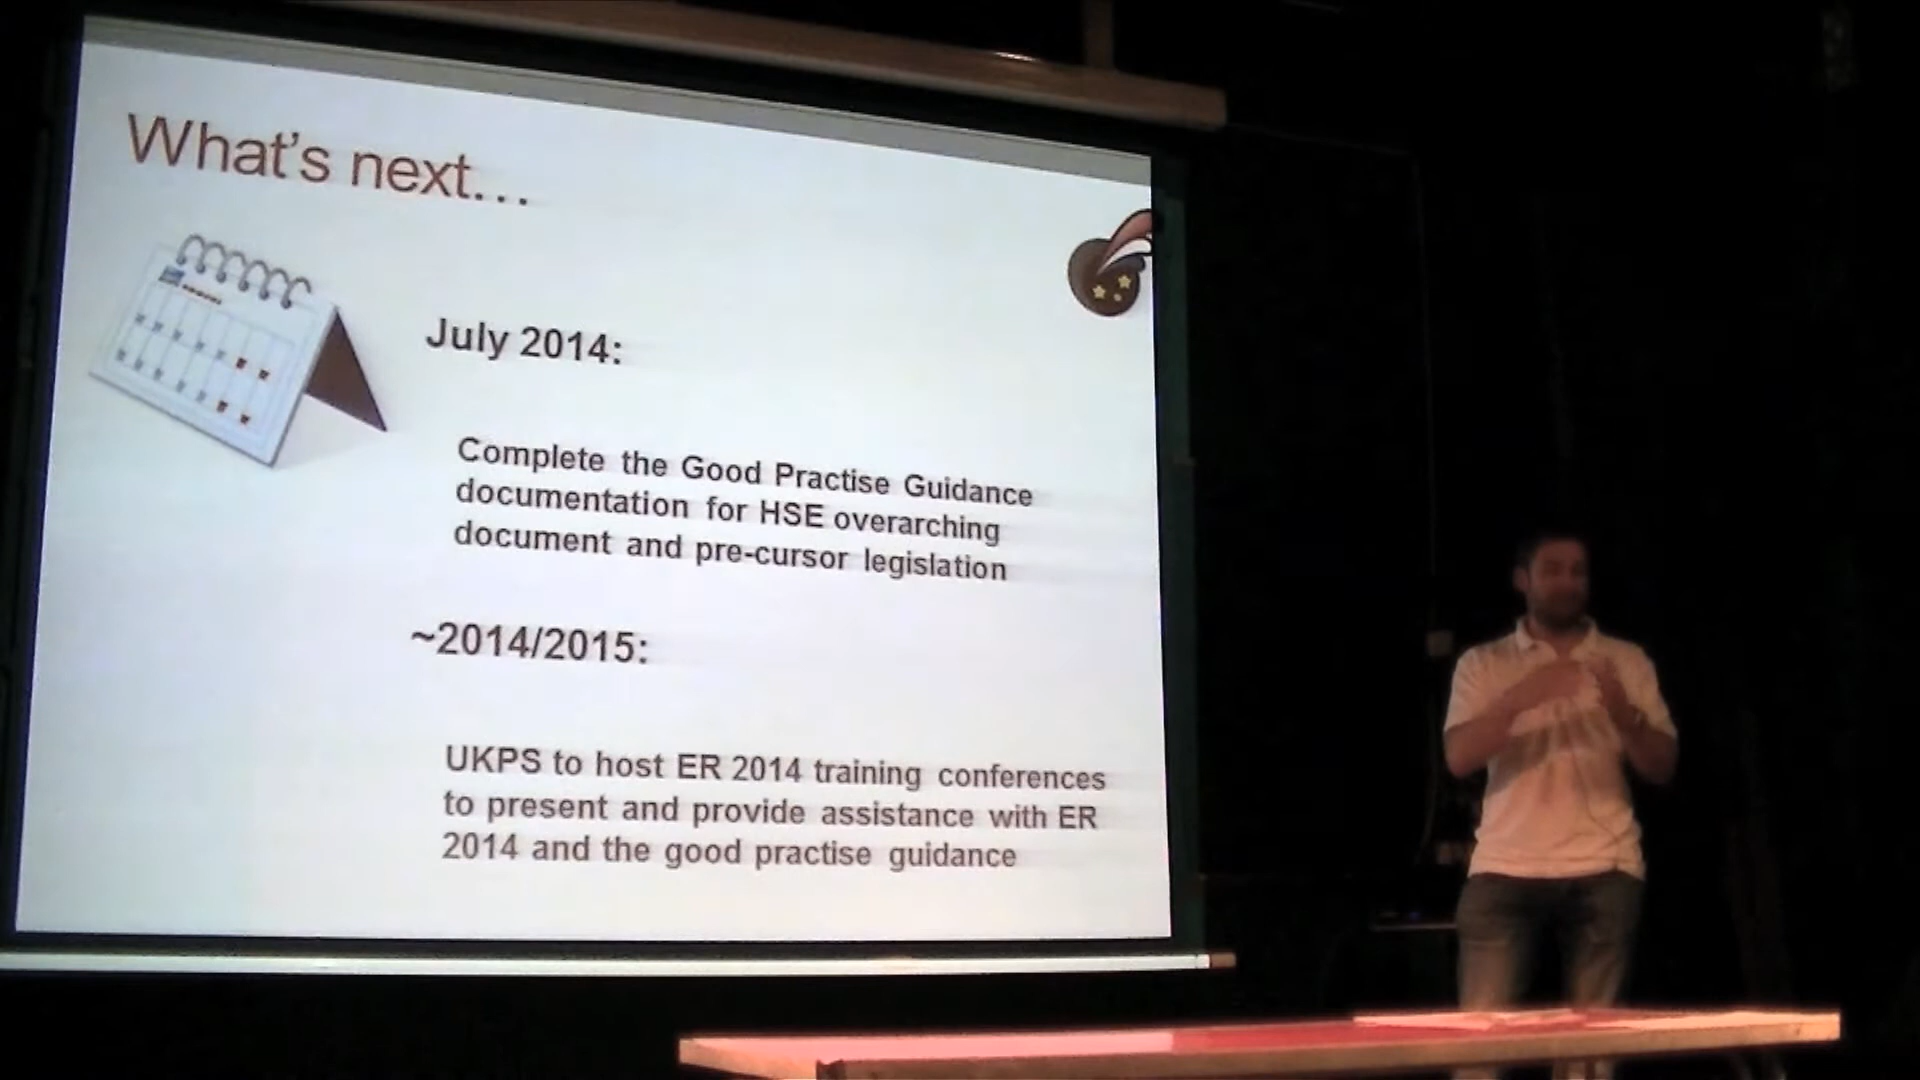 What's next...
July 2014:
Complete the Good Practise Guidance
documentation for HSE overarching
document and pre-cursor legislation
~2014/2015:
UKPS to host ER 2014 training conferences
to present and provide assistance with ER
2014 and the good practise guidance